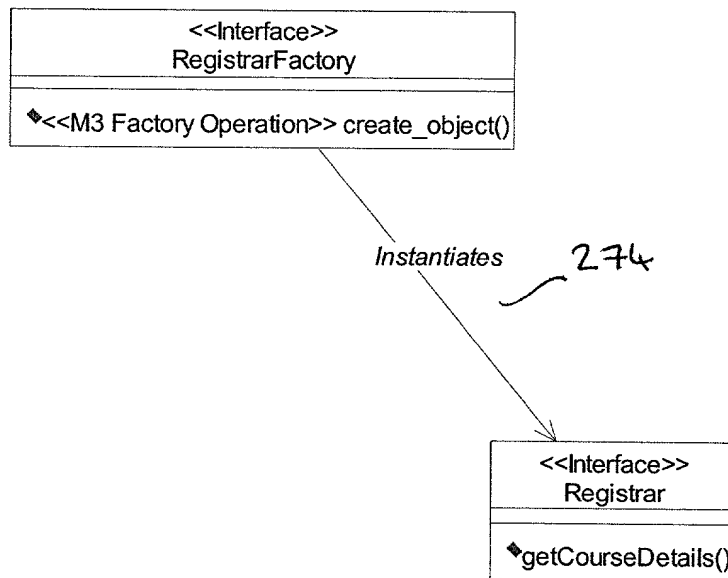 <<Interface>>
RegistrarFactory
<<M3 Factory Operation>> create_object()
Instantiates
274
<<Interface>>
Registrar
getCourseDetails()